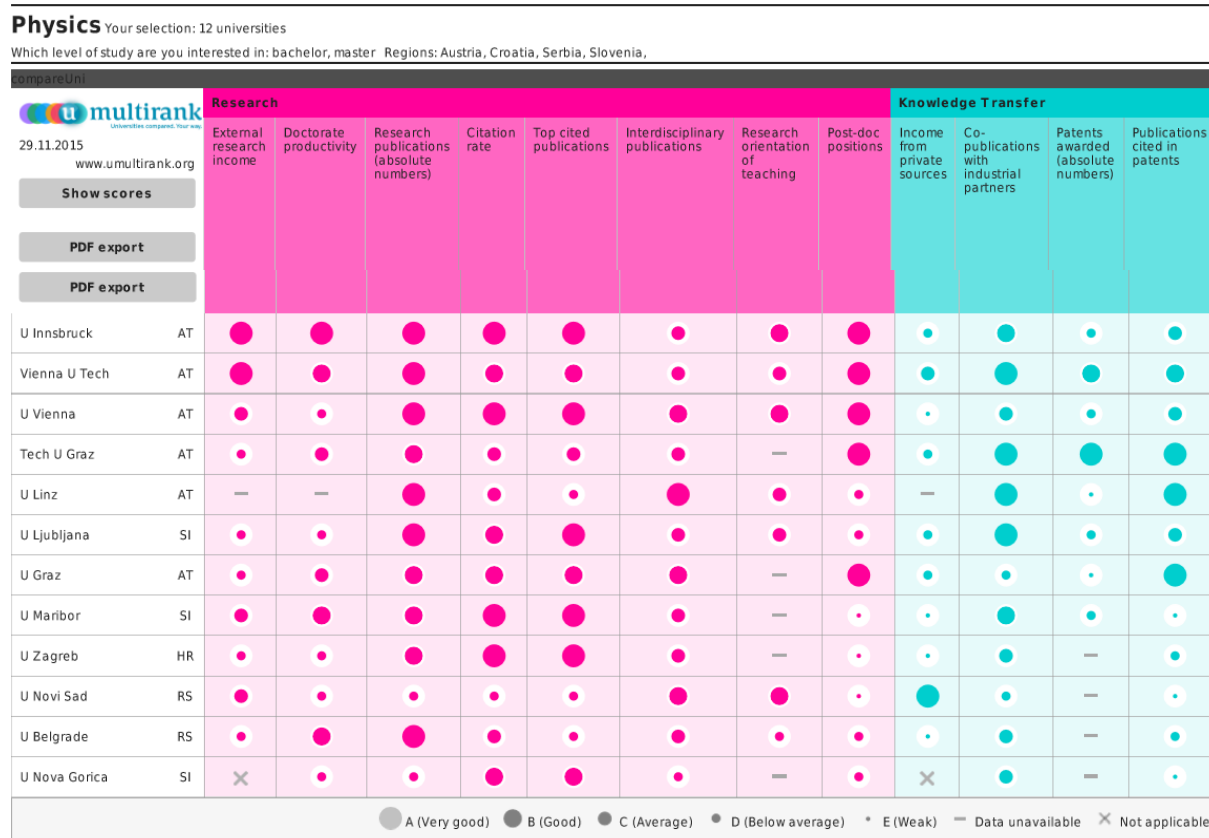 Physics Your selection: 12 universities
Which level of study are you interested in: bachelor, master Regions: Austria, Croatia, Serbia, Slovenia,
compareUni
u multirank
Universities compared. Your way.
29.11.2015
www.umultirank.org
Show scores
PDF export
PDF export
Research
Knowledge Transfer
External
research
income
Doctorate
productivity
Research
publications
(absolute
numbers)
Citation
rate
Top cited
publications
Interdisciplinary
publications
Research
orientation
of
teaching
Post-doc
positions
Income
from
private
sources
Co-
publications
with
industrial
partners
Patents
awarded
(absolute
numbers)
Publications
cited in
patents
U Innsbruck AT
Vienna U Tech AT
U Vienna AT
Tech U Graz AT
U Linz AT
U Ljubljana SI
U Graz AT
U Maribor SI
U Zagreb HR
U Novi Sad RS
U Belgrade RS
U Nova Gorica SI
A (Very good) B (Good) C (Average) D (Below average) E (Weak) Data unavailable Not applicable